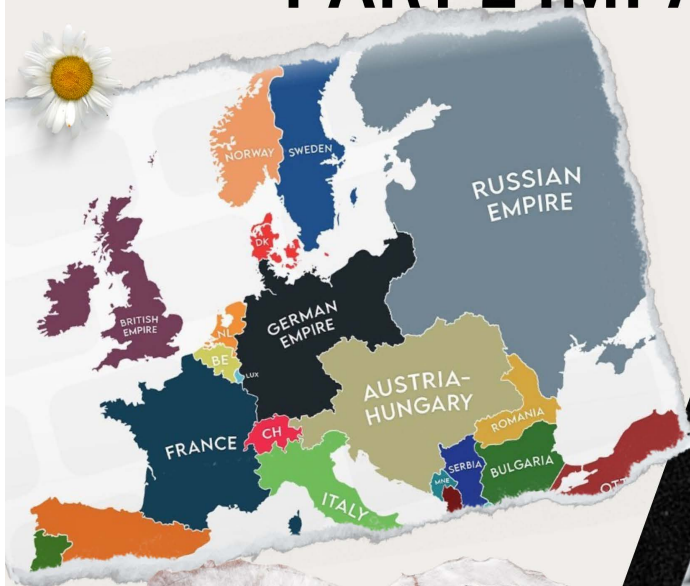 NORWAY
SWEDEN
RUSSIAN
EMPIRE
DK
BRITISH
EMPIRE
NL
GERMAN
EMPIRE
BE
LUX
AUSTRIA-
HUNGARY
FRANCE
CH
ROMANIA
SERBIA
BULGARIA
MNE
ITALY